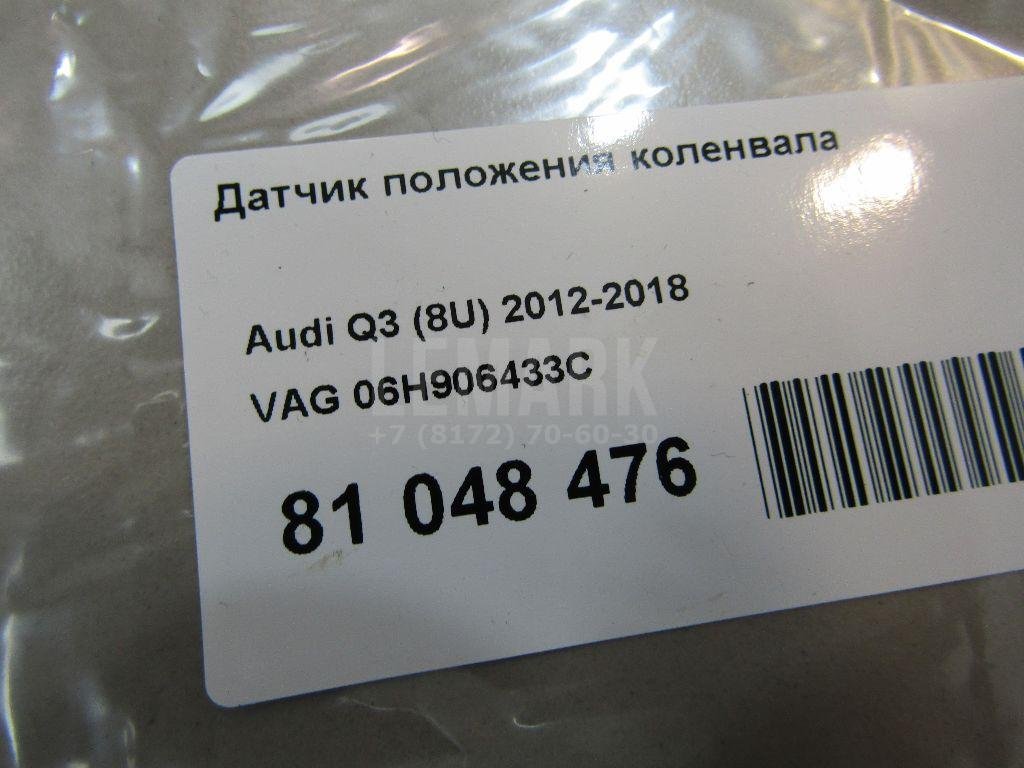 Датчик положения коленвала
Audi Q3 (8U) 2012-2018
VAG 06H906433C
LEMARK
+7 (8172) 70-60-30
81 048 476